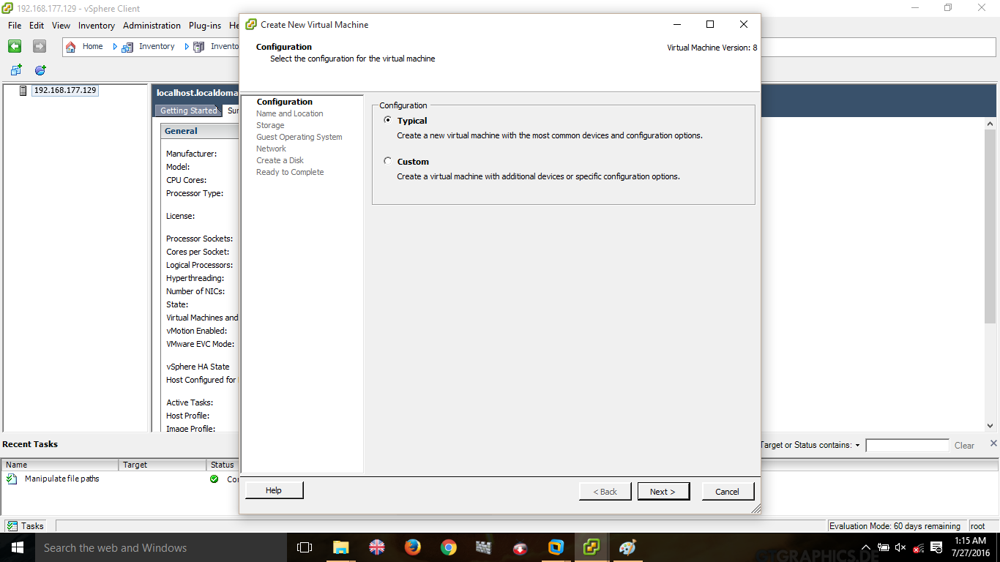 192.168.177.129 - vSphere Client
File Edit View Inventory Administration Plug-ins He
Home Inventory Invento
192.168.177.129
localhost.localdoma
Getting Started Sur
General
Manufacturer:
Model:
CPU Cores:
Processor Type:
License:
Processor Sockets:
Cores per Socket:
Logical Processors:
Hyperthreading:
Number of NICs:
State:
Virtual Machines and
vMotion Enabled:
VMware EVC Mode:
vSphere HA State
Host Configured for
Active Tasks:
Host Profile:
Image Profile:
Create New Virtual Machine
Configuration
Select the configuration for the virtual machine
Virtual Machine Version: 8
Configuration
Name and Location
Storage
Guest Operating System
Network
Create a Disk
Ready to Complete
Configuration
Typical
Create a new virtual machine with the most common devices and configuration options.
Custom
Create a virtual machine with additional devices or specific configuration options.
Help < Back Next > Cancel
Recent Tasks
Target or Status contains: Clear
Name Target Status
Manipulate file paths Co
Tasks
Evaluation Mode: 60 days remaining root
Search the web and Windows
1:15 AM
7/27/2016
GTGRAPHICS.DE